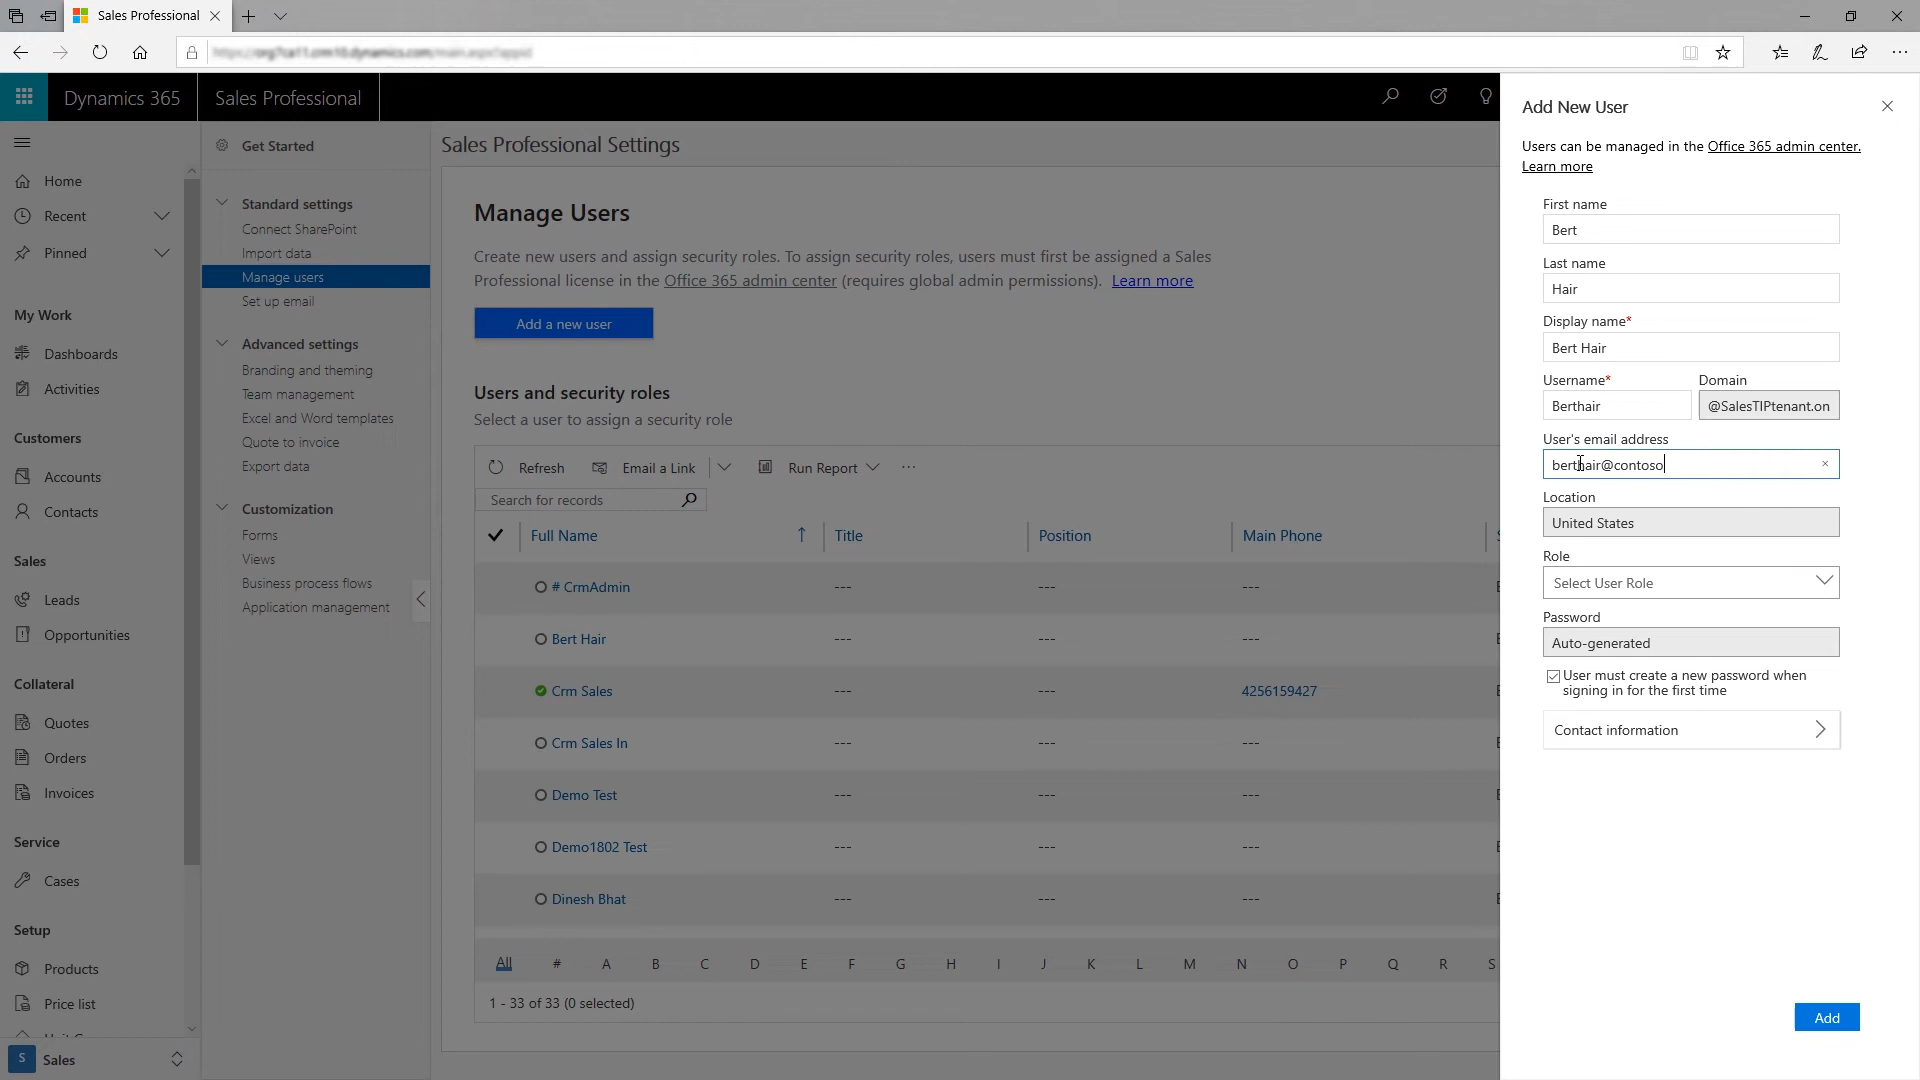 Sales Professional
Dynamics 365
Sales Professional
Home
Recent
Pinned
My Work
Dashboards
Activities
Customers
Accounts
Contacts
Sales
Leads
Opportunities
Collateral
Quotes
Orders
Invoices
Service
Cases
Setup
Products
Price list
S
Sales
Get Started
Standard settings
Connect SharePoint
Import data
Manage users
Set up email
Advanced settings
Branding and theming
Team management
Excel and Word templates
Quote to invoice
Export data
Customization
Forms
Views
Business process flows
Application management
Sales Professional Settings
Manage Users
Create new users and assign security roles. To assign security roles, users must first be assigned a Sales
Professional license in the Office 365 admin center (requires global admin permissions). Learn more
Add a new user
Users and security roles
Select a user to assign a security role
Refresh Email a Link Run Report ...
Search for records
Full Name Title Position Main Phone
# CrmAdmin --- --- ---
Bert Hair --- --- ---
Crm Sales --- --- 4256159427
Crm Sales In --- --- ---
Demo Test --- --- ---
Demo1802 Test --- --- ---
Dinesh Bhat --- --- ---
All # A B C D E F G H I J K L M N O P Q R S
1 - 33 of 33 (0 selected)
Add New User
Users can be managed in the Office 365 admin center.
Learn more
First name
Bert
Last name
Hair
Display name*
Bert Hair
Username* Domain
Berthair @SalesTIPtenant.on
User's email address
berthair@contoso
Location
United States
Role
Select User Role
Password
Auto-generated
User must create a new password when
signing in for the first time
Contact information
Add